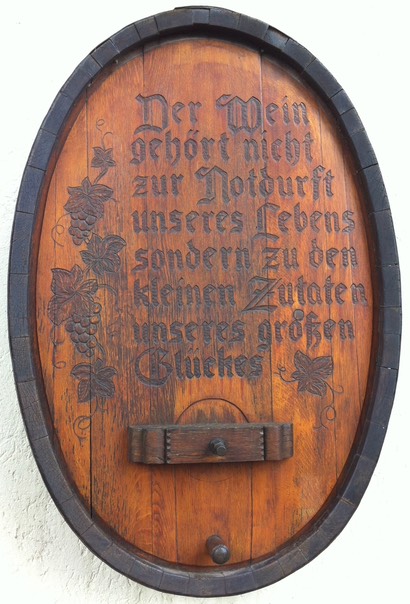 Der Wein
gehört nicht
zur Notdurft
unseres Lebens
sondern zu den
kleinen Zutaten
unseres großen
Glückes